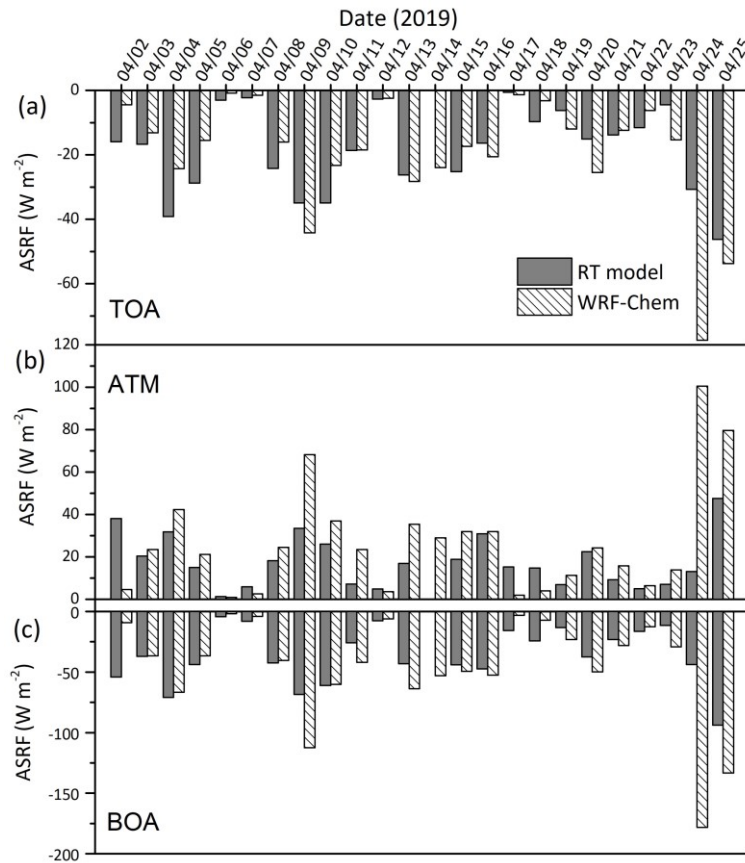 Date (2019)
04/02 04/03 04/04 04/05 04/06 04/07 04/08 04/09 04/10 04/11 04/12 04/13 04/14 04/15 04/16 04/17 04/18 04/19 04/20 04/21 04/22 04/23 04/24 04/25
(a)
0
-20
-40
-60
ASRF (W m⁻²)
RT model
WRF-Chem
TOA
(b)
120
100
80
60
40
20
0
ASRF (W m⁻²)
ATM
(c)
0
-50
-100
-150
-200
ASRF (W m⁻²)
BOA